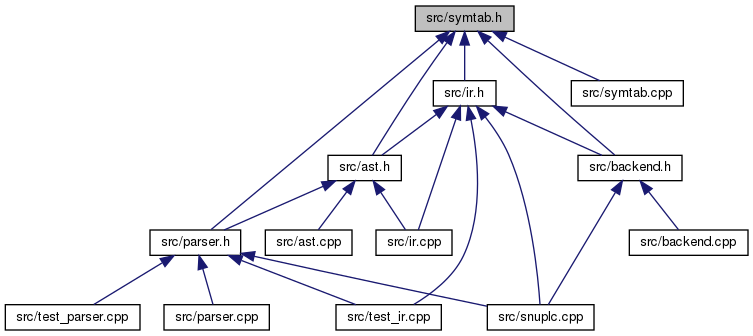 src/symtab.h
src/ir.h
src/symtab.cpp
src/ast.h
src/backend.h
src/parser.h
src/ast.cpp
src/ir.cpp
src/backend.cpp
src/test_parser.cpp
src/parser.cpp
src/test_ir.cpp
src/snuplc.cpp